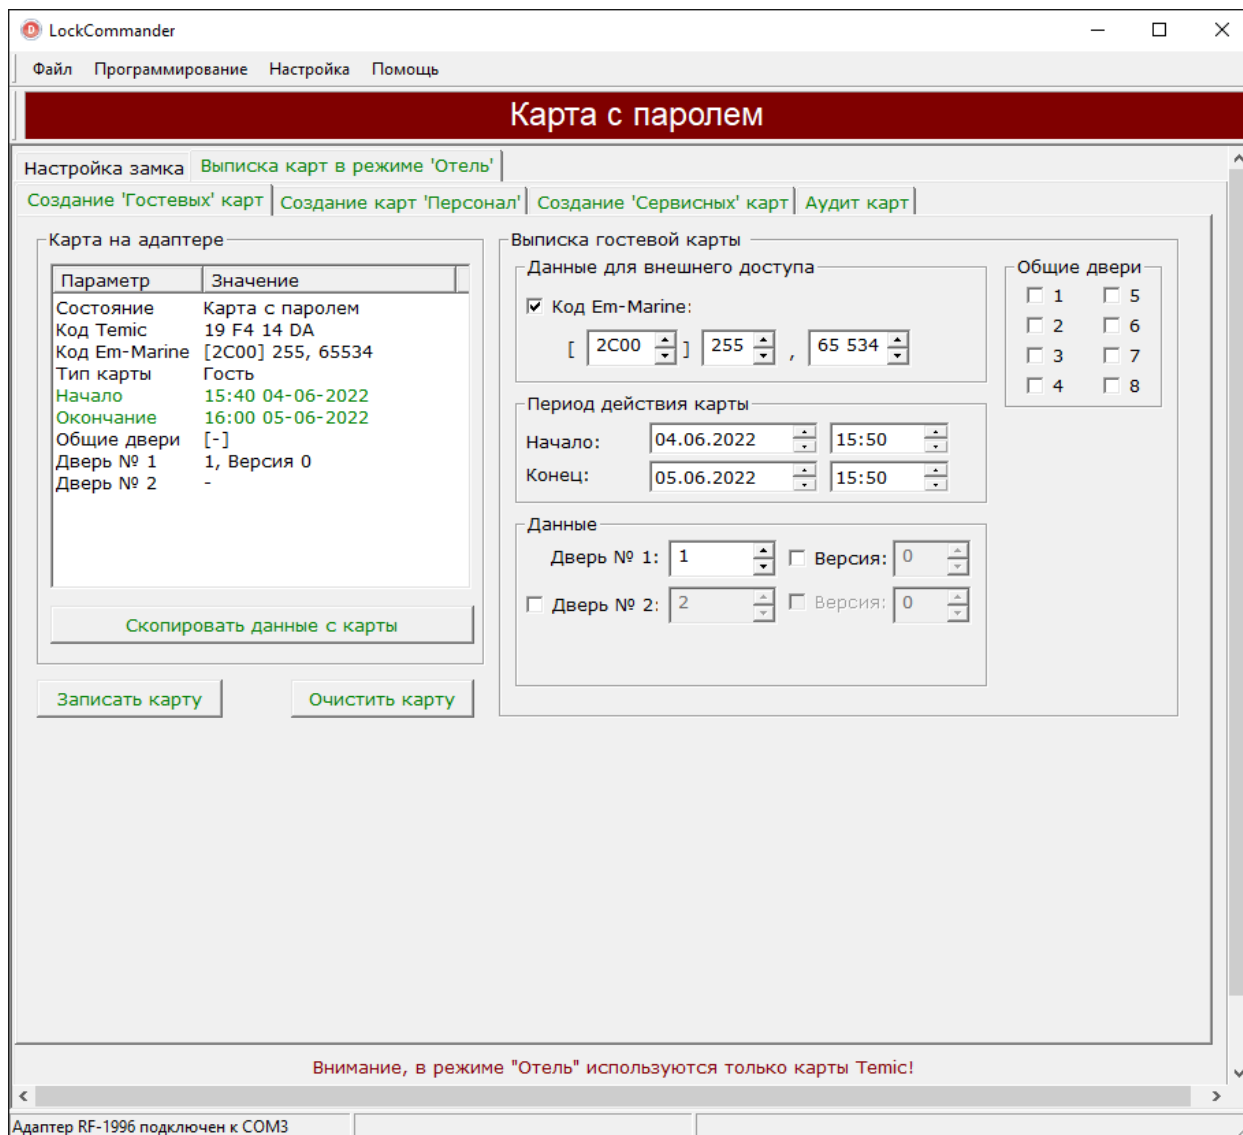 LockCommander
Файл Программирование Настройка Помощь
Карта с паролем
Настройка замка Выписка карт в режиме 'Отель'
Создание 'Гостевых' карт Создание карт 'Персонал' Создание 'Сервисных' карт Аудит карт
Карта на адаптере
Параметр Значение
Состояние Карта с паролем
Код Temic 19 F4 14 DA
Код Em-Marine [2C00] 255, 65534
Тип карты Гость
Начало 15:40 04-06-2022
Окончание 16:00 05-06-2022
Общие двери [-]
Дверь № 1 1, Версия 0
Дверь № 2 -
Скопировать данные с карты
Записать карту Очистить карту
Выписка гостевой карты
Данные для внешнего доступа
Код Em-Marine:
[ 2C00 ] 255 , 65 534
Общие двери
1 5
2 6
3 7
4 8
Период действия карты
Начало: 04.06.2022 15:50
Конец: 05.06.2022 15:50
Данные
Дверь № 1: 1 Версия: 0
Дверь № 2: 2 Версия: 0
Внимание, в режиме "Отель" используются только карты Temic!
Адаптер RF-1996 подключен к COM3